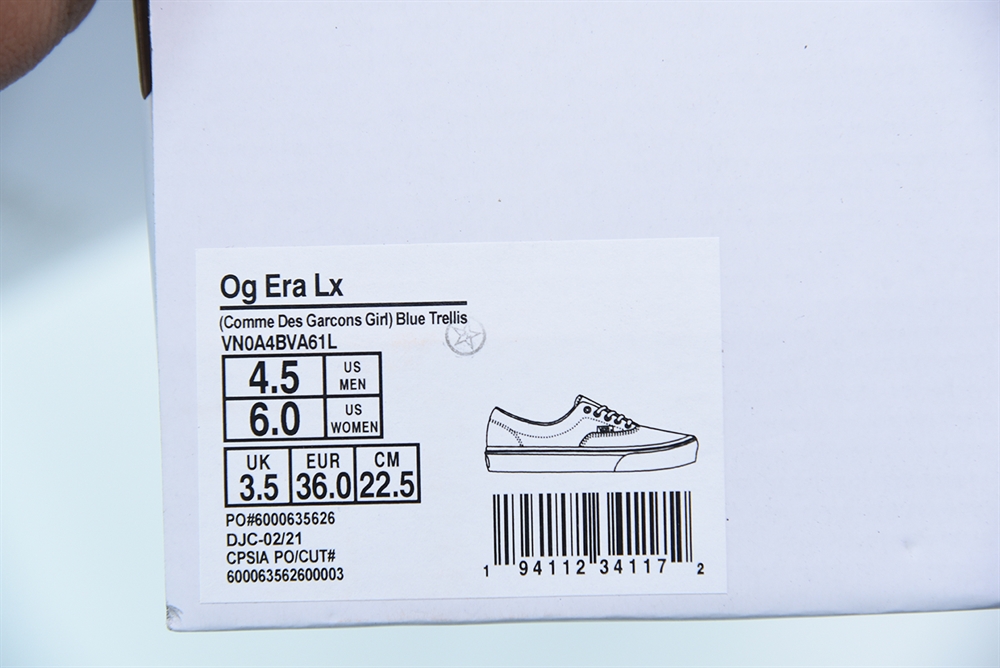 Og Era Lx
(Comme Des Garcons Girl) Blue Trellis
VN0A4BVA61L
4.5 US MEN
6.0 US WOMEN
UK EUR CM
3.5 36.0 22.5
PO#6000635626
DJC-02/21
CPSIA PO/CUT#
600063562600003
1 94112 34117 2